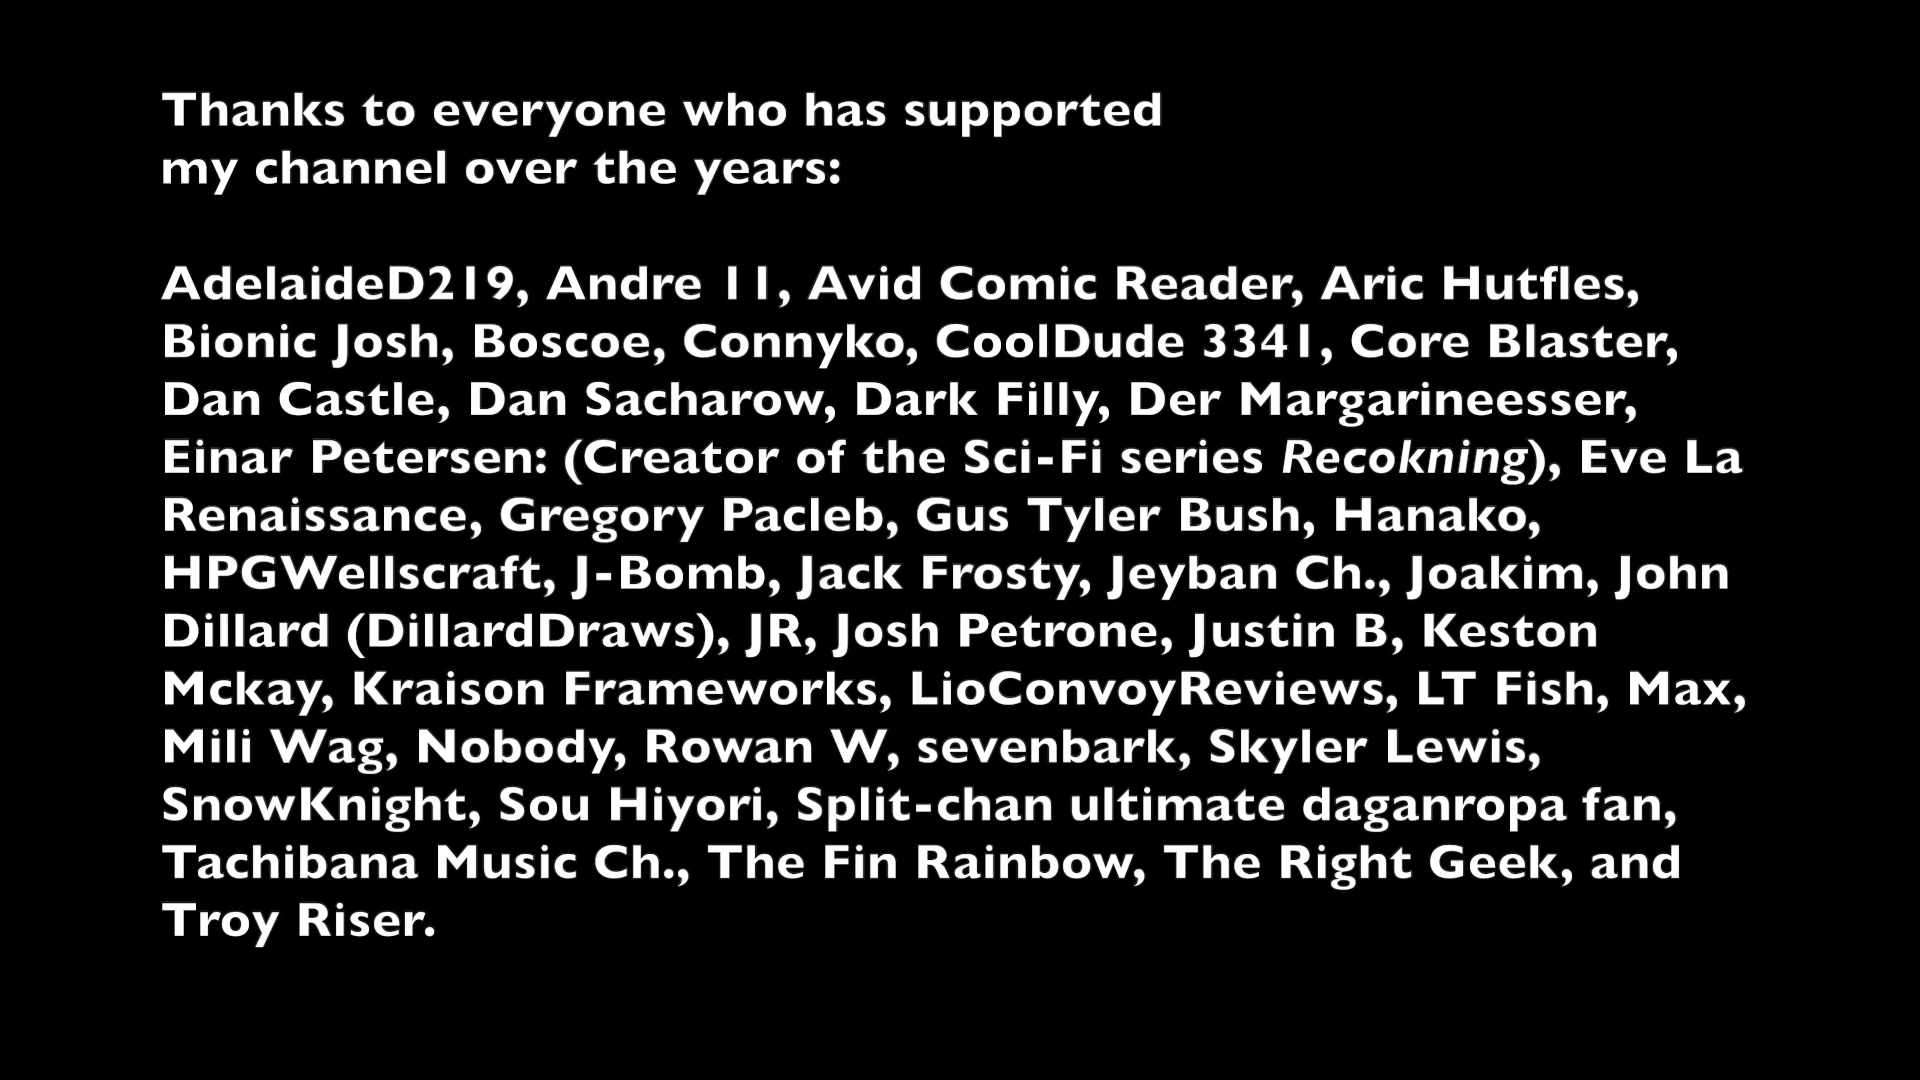 Thanks to everyone who has supported
my channel over the years:
AdelaideD219, Andre 11, Avid Comic Reader, Aric Hutfles,
Bionic Josh, Boscoe, Connyko, CoolDude 3341, Core Blaster,
Dan Castle, Dan Sacharow, Dark Filly, Der Margarineesser,
Einar Petersen: (Creator of the Sci-Fi series Recokning), Eve La
Renaissance, Gregory Pacleb, Gus Tyler Bush, Hanako,
HPGWellscraft, J-Bomb, Jack Frosty, Jeyban Ch., Joakim, John
Dillard (DillardDraws), JR, Josh Petrone, Justin B, Keston
Mckay, Kraison Frameworks, LioConvoyReviews, LT Fish, Max,
Mili Wag, Nobody, Rowan W, sevenbark, Skyler Lewis,
SnowKnight, Sou Hiyori, Split-chan ultimate daganropa fan,
Tachibana Music Ch., The Fin Rainbow, The Right Geek, and
Troy Riser.